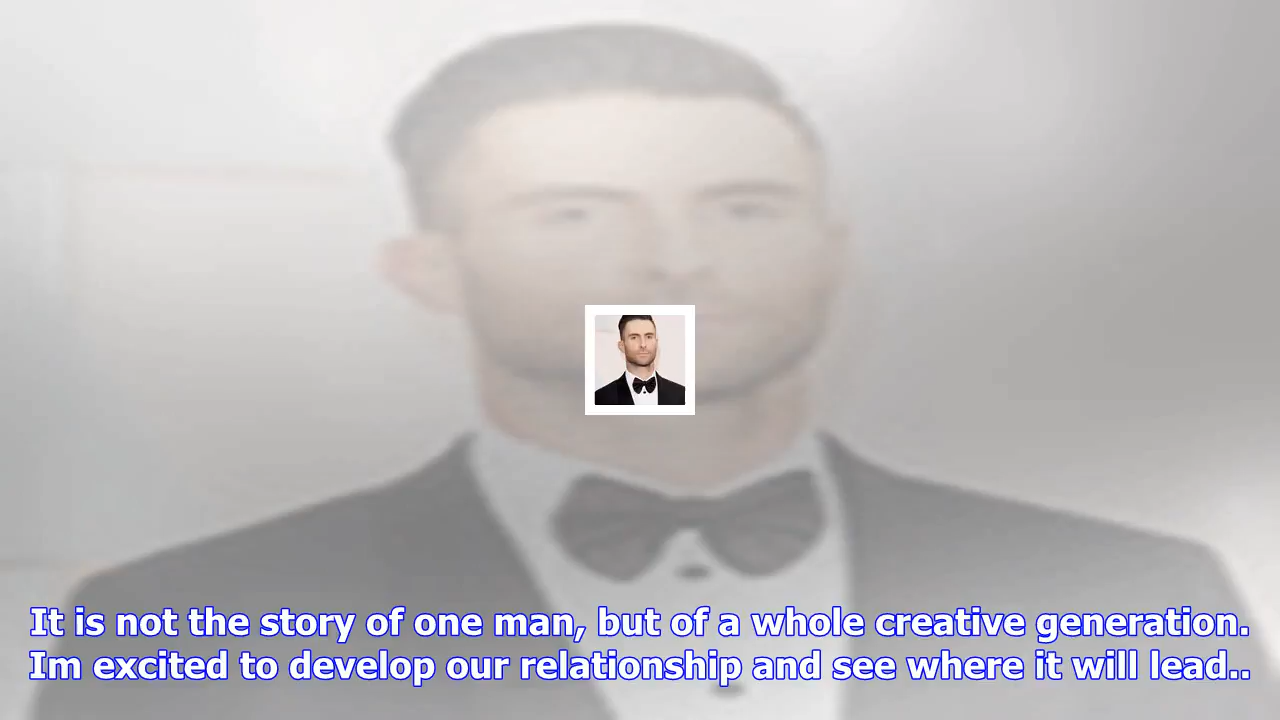 It is not the story of one man, but of a whole creative generation.
Im excited to develop our relationship and see where it will lead..